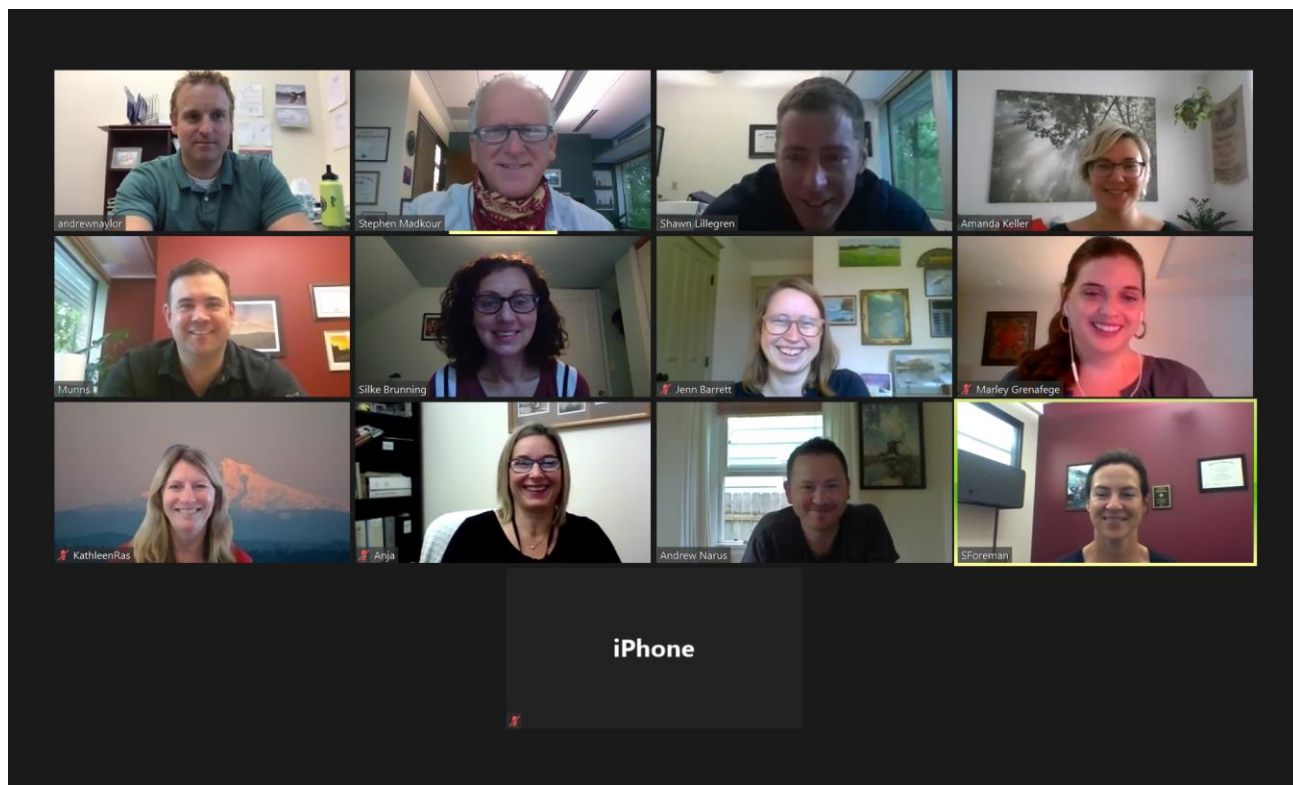 andrewnaylor
Stephen Madkour
Shawn Lillegren
Amanda Keller
Munns
Silke Brunning
Jenn Barrett
Marley Grenafege
KathleenRas
Anja
Andrew Narus
SForeman
iPhone